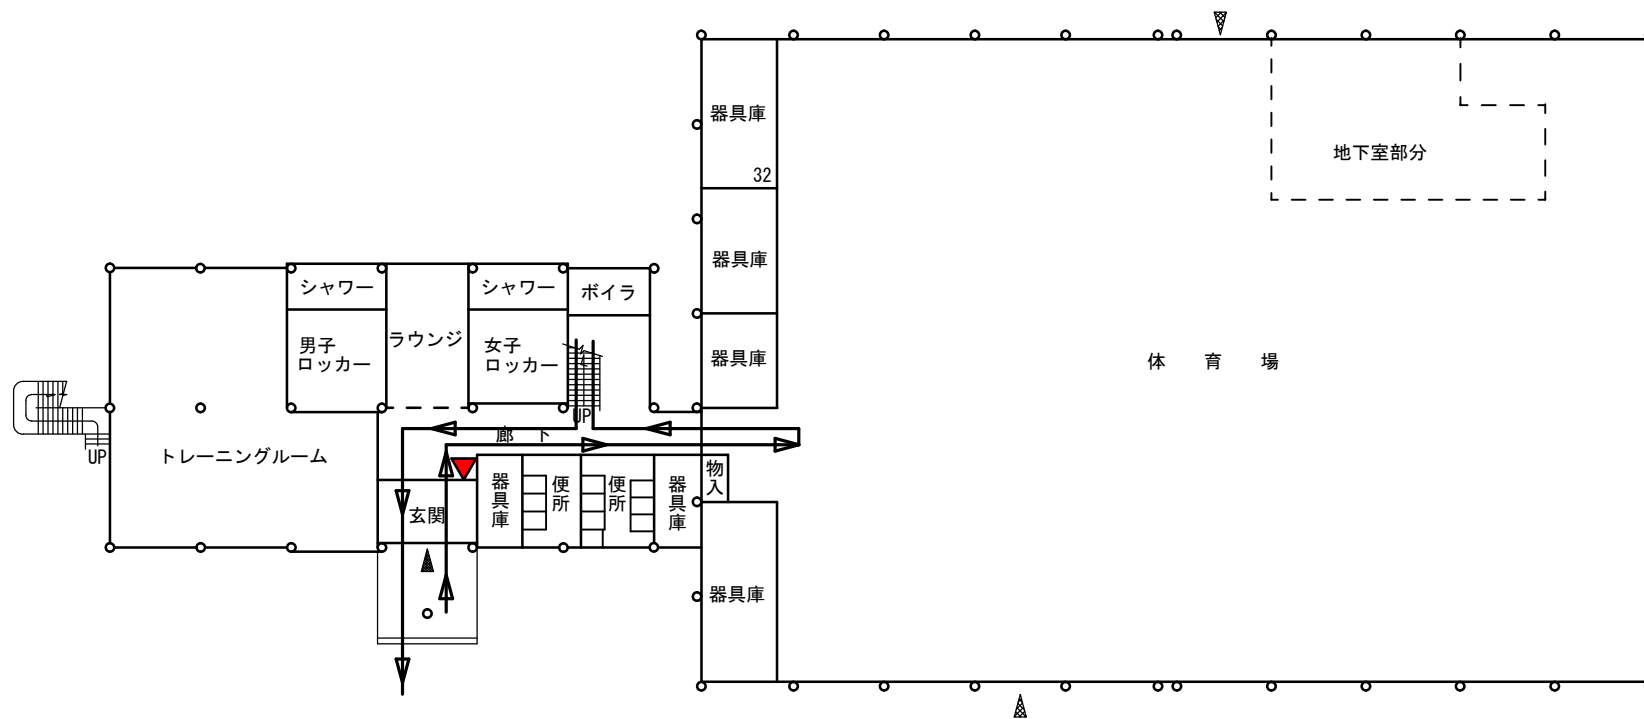 器具庫
32
地下室部分
器具庫
シャワー
シャワー
ボイラ
男子
ロッカー
ラウンジ
女子
ロッカー
器具庫
体育場
UP
廊下
UP
トレーニングルーム
器具庫
便所
便所
器具庫
物入
玄関
器具庫